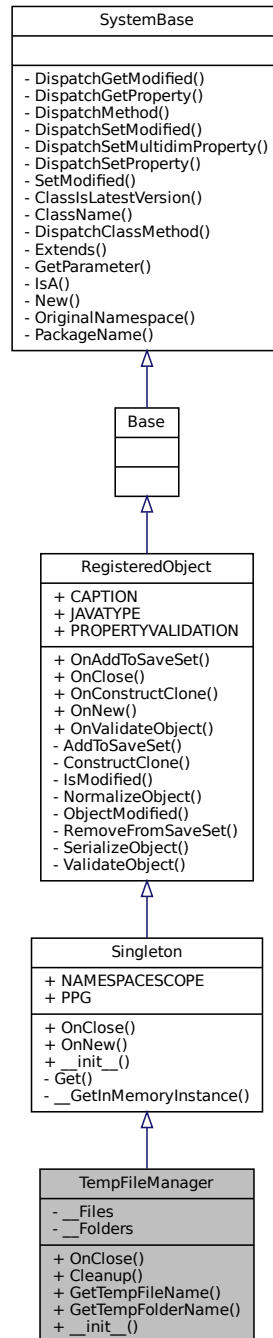 SystemBase
- DispatchGetModified()
- DispatchGetProperty()
- DispatchMethod()
- DispatchSetModified()
- DispatchSetMultidimProperty()
- DispatchSetProperty()
- SetModified()
- ClassIsLatestVersion()
- ClassName()
- DispatchClassMethod()
- Extends()
- GetParameter()
- IsA()
- New()
- OriginalNamespace()
- PackageName()
Base
RegisteredObject
+ CAPTION
+ JAVATYPE
+ PROPERTYVALIDATION
+ OnAddToSaveSet()
+ OnClose()
+ OnConstructClone()
+ OnNew()
+ OnValidateObject()
- AddToSaveSet()
- ConstructClone()
- IsModified()
- NormalizeObject()
- ObjectModified()
- RemoveFromSaveSet()
- SerializeObject()
- ValidateObject()
Singleton
+ NAMESPACESCOPE
+ PPG
+ OnClose()
+ OnNew()
+ __init__()
- Get()
- __GetInMemoryInstance()
TempFileManager
- __Files
- __Folders
+ OnClose()
+ Cleanup()
+ GetTempFileName()
+ GetTempFolderName()
+ __init__()